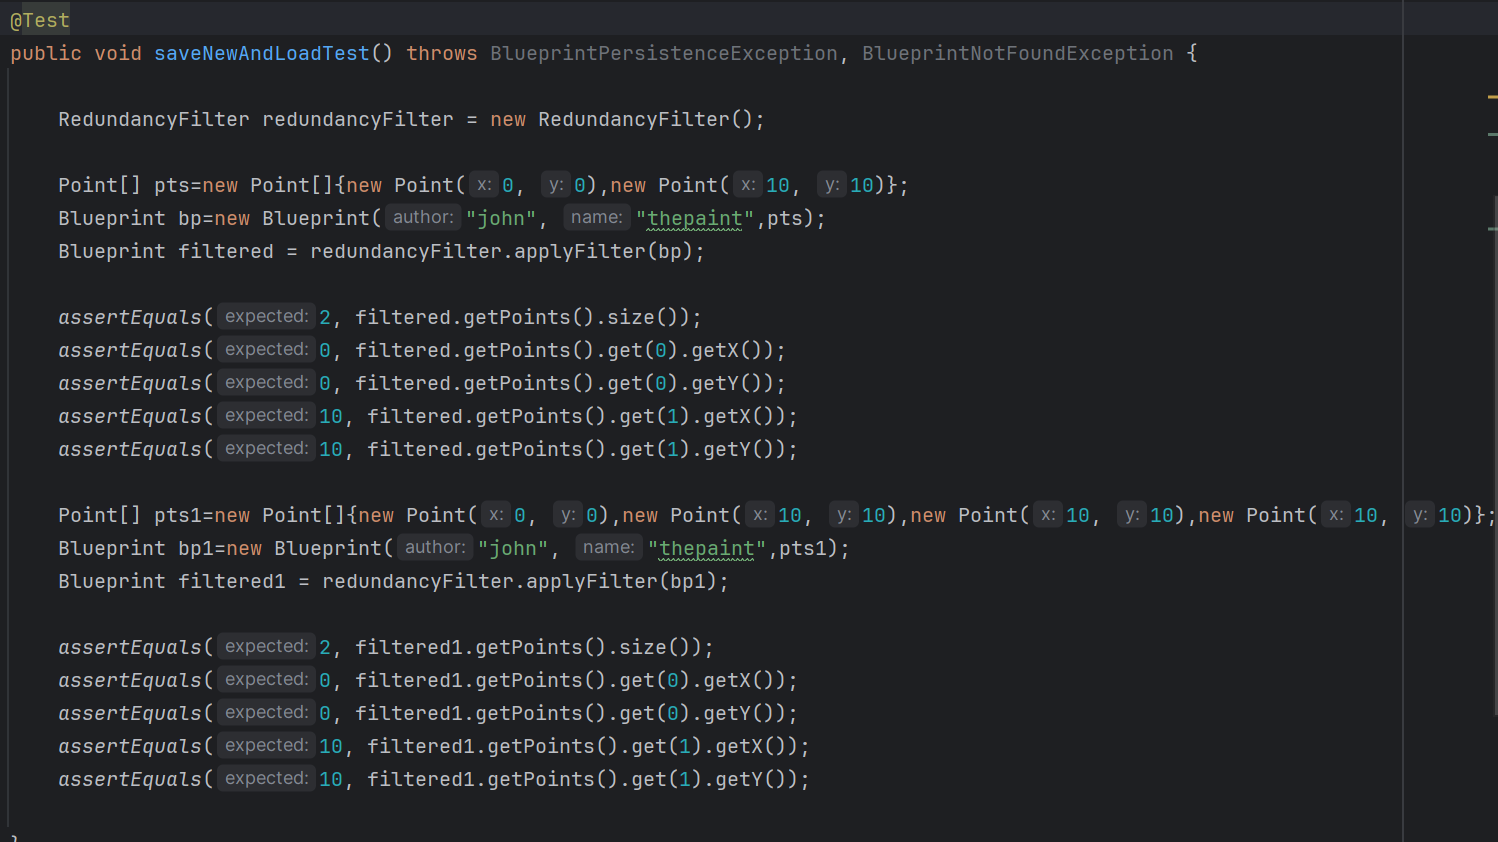 @Test
public void saveNewAndLoadTest() throws BlueprintPersistenceException, BlueprintNotFoundException {
RedundancyFilter redundancyFilter = new RedundancyFilter();
Point[] pts=new Point[]{new Point( x: 0, y: 0),new Point( x: 10, y: 10)};
Blueprint bp=new Blueprint( author: "john", name: "thepaint",pts);
Blueprint filtered = redundancyFilter.applyFilter(bp);
assertEquals( expected: 2, filtered.getPoints().size());
assertEquals( expected: 0, filtered.getPoints().get(0).getX());
assertEquals( expected: 0, filtered.getPoints().get(0).getY());
assertEquals( expected: 10, filtered.getPoints().get(1).getX());
assertEquals( expected: 10, filtered.getPoints().get(1).getY());
Point[] pts1=new Point[]{new Point( x: 0, y: 0),new Point( x: 10, y: 10),new Point( x: 10, y: 10),new Point( x: 10, y: 10)};
Blueprint bp1=new Blueprint( author: "john", name: "thepaint",pts1);
Blueprint filtered1 = redundancyFilter.applyFilter(bp1);
assertEquals( expected: 2, filtered1.getPoints().size());
assertEquals( expected: 0, filtered1.getPoints().get(0).getX());
assertEquals( expected: 0, filtered1.getPoints().get(0).getY());
assertEquals( expected: 10, filtered1.getPoints().get(1).getX());
assertEquals( expected: 10, filtered1.getPoints().get(1).getY());
}